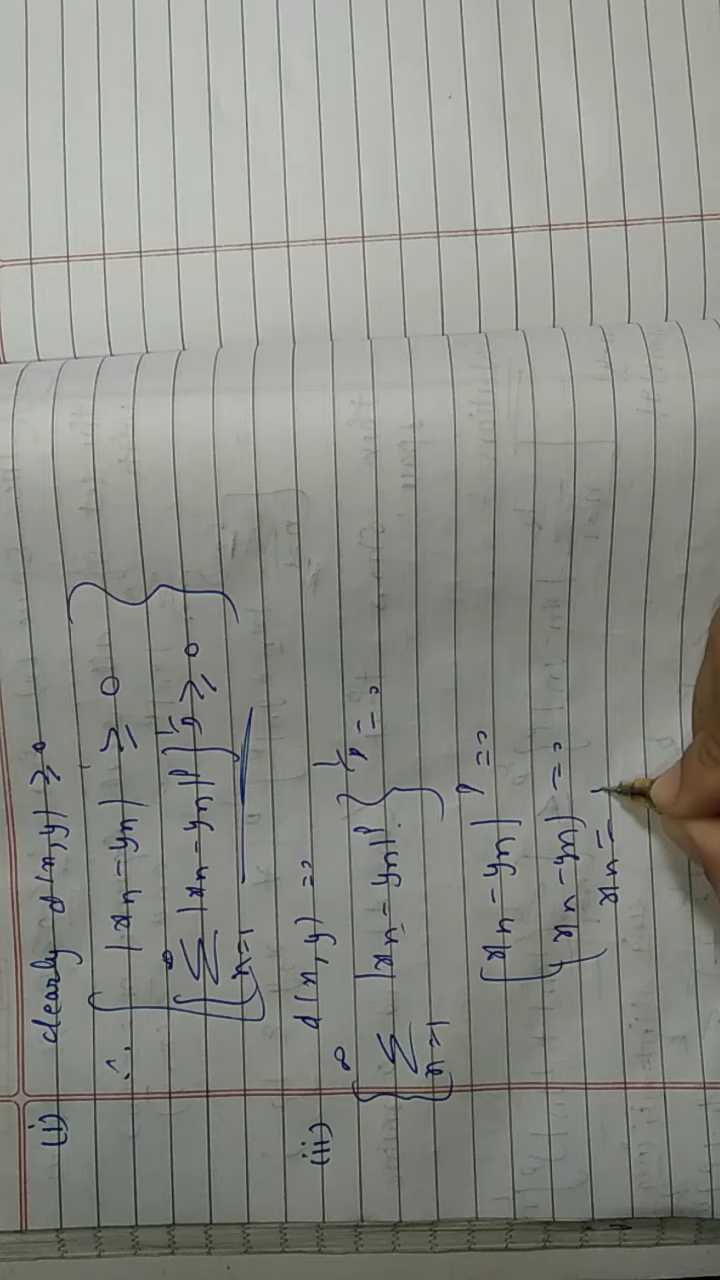 (i) clearly d(x,y) ≥ 0
∴ { |xn - yn| ≥ 0
{ ∞ Σ n=1 |xn - yn|^p }^1/p ≥ 0 }
(ii) d(x,y) = 0
{ ∞ Σ n=1 |xn - yn|^p }^1/p = 0
{ |xn - yn|^p = 0
{ |xn - yn| = 0
xn =